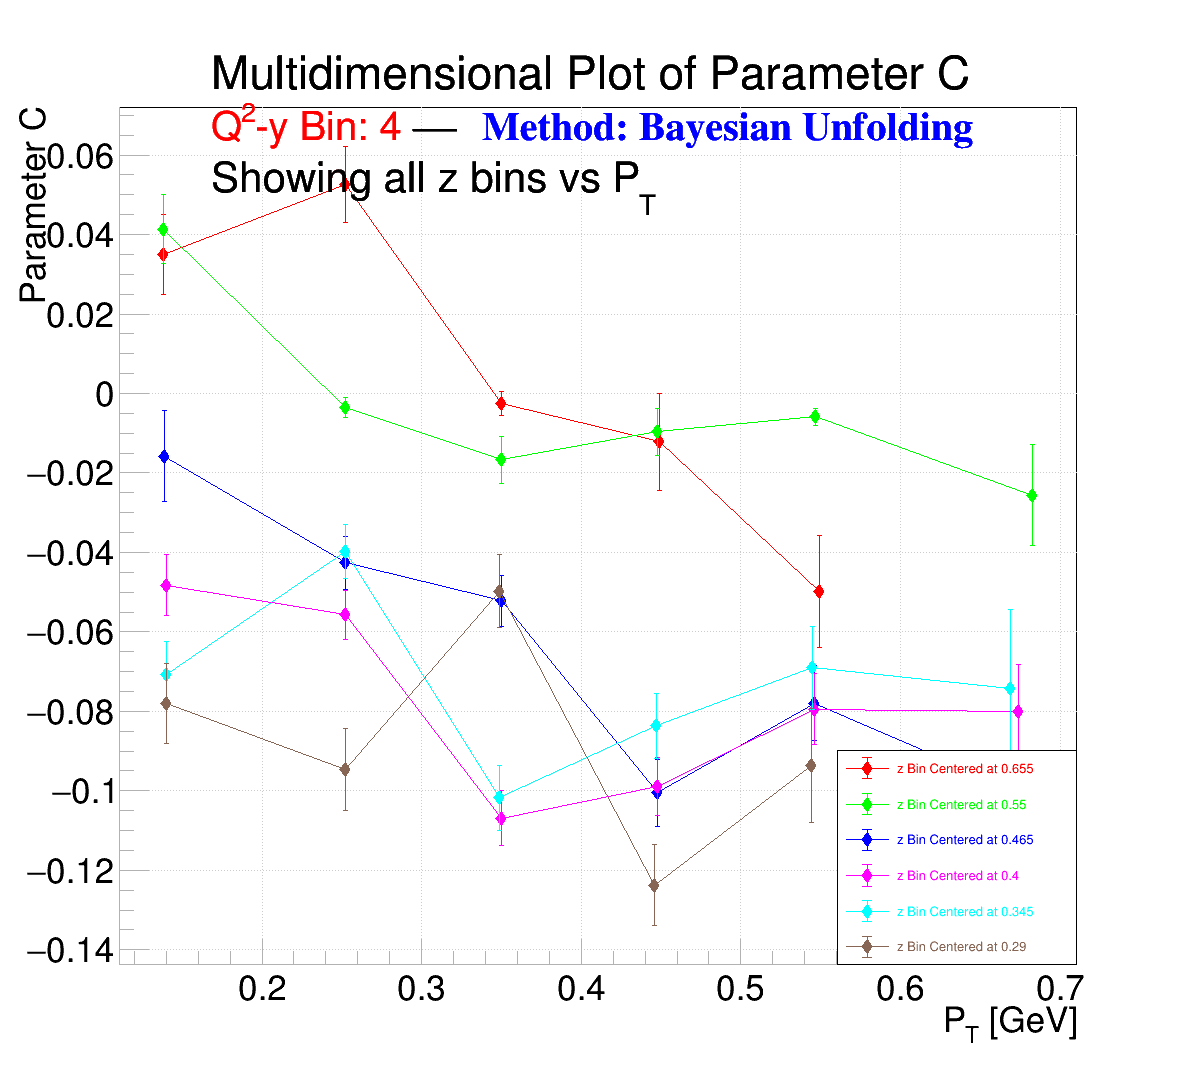 Multidimensional Plot of Parameter C
Q²-y Bin: 4 — Method: Bayesian Unfolding
Showing all z bins vs P_T
Parameter C
0.06
0.04
0.02
0
−0.02
−0.04
−0.06
−0.08
−0.1
−0.12
−0.14
z Bin Centered at 0.655
z Bin Centered at 0.55
z Bin Centered at 0.465
z Bin Centered at 0.4
z Bin Centered at 0.345
z Bin Centered at 0.29
0.2 0.3 0.4 0.5 0.6 0.7
P_T [GeV]